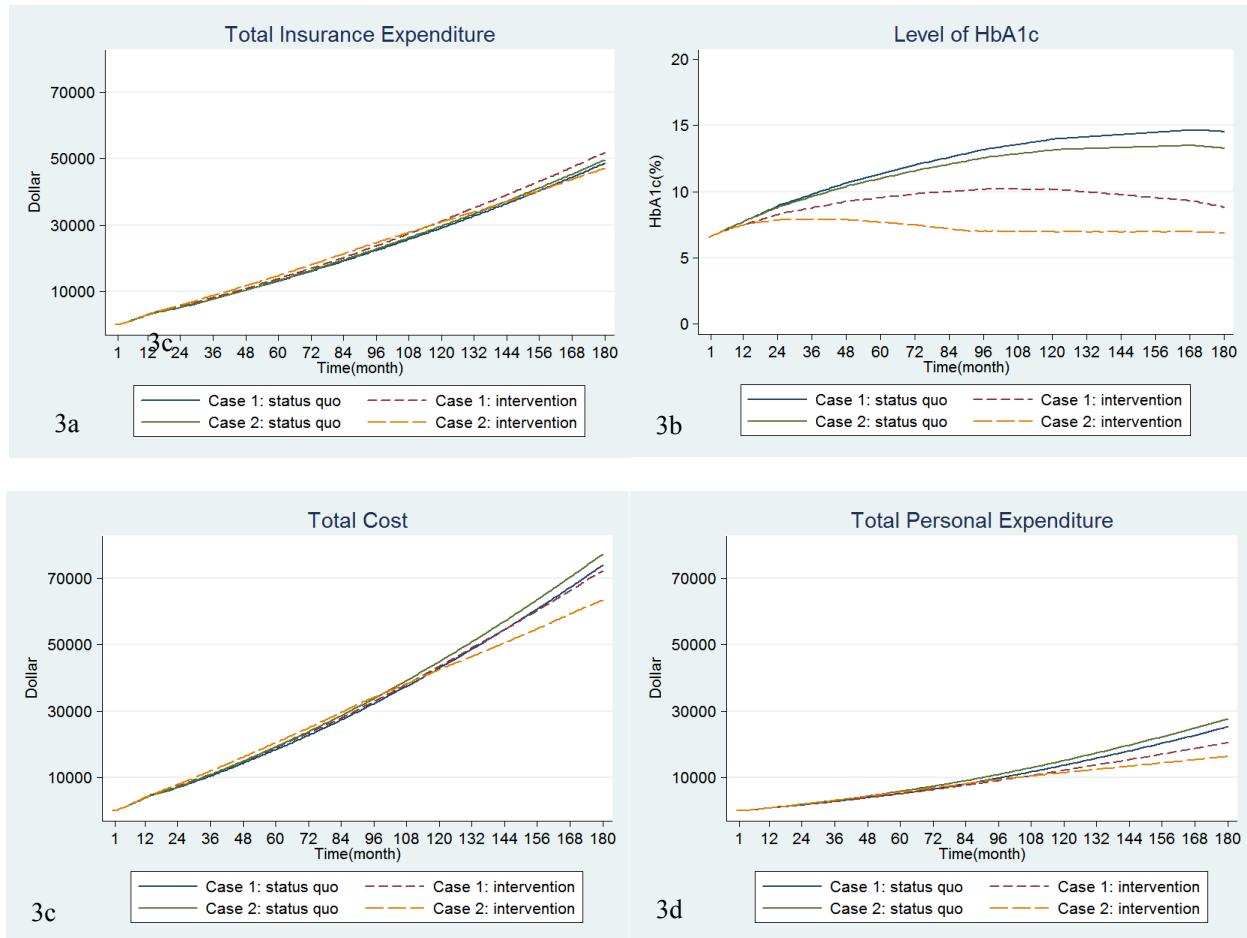 Total Insurance Expenditure
70000
50000
30000
10000
Dollar
1 12 24 36 48 60 72 84 96 108 120 132 144 156 168 180
3c
Time(month)
Case 1: status quo Case 1: intervention
Case 2: status quo Case 2: intervention
3a
Level of HbA1c
20
15
10
5
0
HbA1c(%)
1 12 24 36 48 60 72 84 96 108 120 132 144 156 168 180
Time(month)
Case 1: status quo Case 1: intervention
Case 2: status quo Case 2: intervention
3b
Total Cost
70000
50000
30000
10000
Dollar
1 12 24 36 48 60 72 84 96 108 120 132 144 156 168 180
Time(month)
Case 1: status quo Case 1: intervention
Case 2: status quo Case 2: intervention
3c
Total Personal Expenditure
70000
50000
30000
10000
Dollar
1 12 24 36 48 60 72 84 96 108 120 132 144 156 168 180
Time(month)
Case 1: status quo Case 1: intervention
Case 2: status quo Case 2: intervention
3d